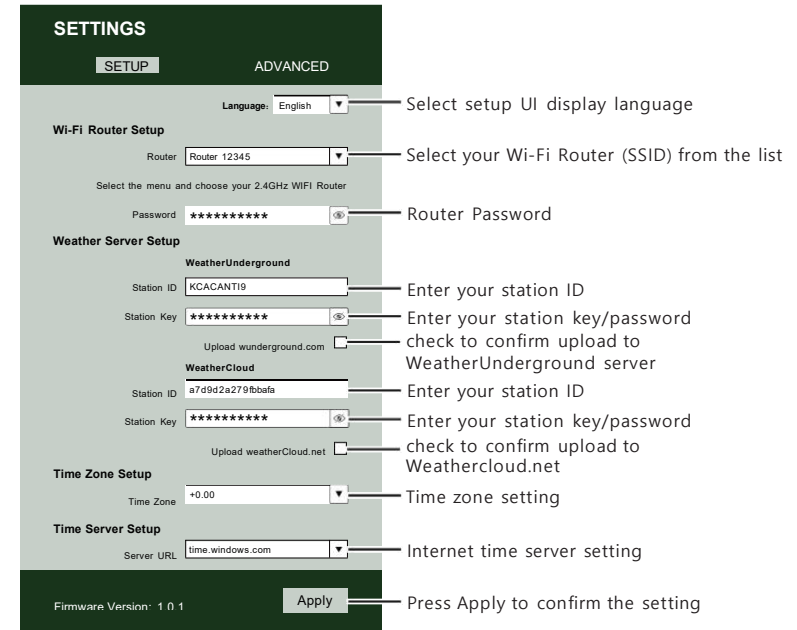 SETTINGS
SETUP ADVANCED
Language: English ▼ Select setup UI display language
Wi-Fi Router Setup
Router Router 12345 ▼ Select your Wi-Fi Router (SSID) from the list
Select the menu and choose your 2.4GHz WIFI Router
Password ********** Router Password
Weather Server Setup
WeatherUnderground
Station ID KCACANTI9 Enter your station ID
Station Key ********** Enter your station key/password
Upload wunderground.com check to confirm upload to
WeatherUnderground server
WeatherCloud
Station ID a7d9d2a279fbbafa Enter your station ID
Station Key ********** Enter your station key/password
Upload weatherCloud.net check to confirm upload to
Weathercloud.net
Time Zone Setup
Time Zone +0.00 ▼ Time zone setting
Time Server Setup
Server URL time.windows.com ▼ Internet time server setting
Firmware Version: 1.0.1 Apply Press Apply to confirm the setting